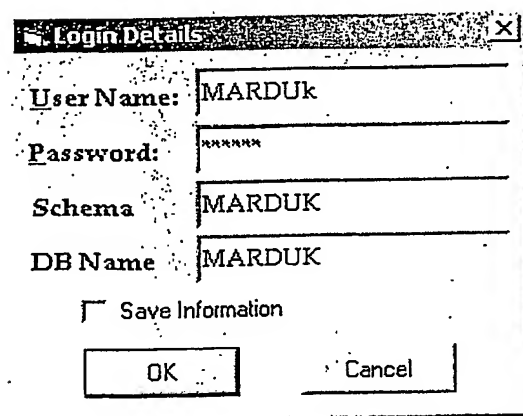 Login Details
User Name: MARDUk
Password: ******
Schema MARDUK
DB Name MARDUK
Save Information
OK Cancel